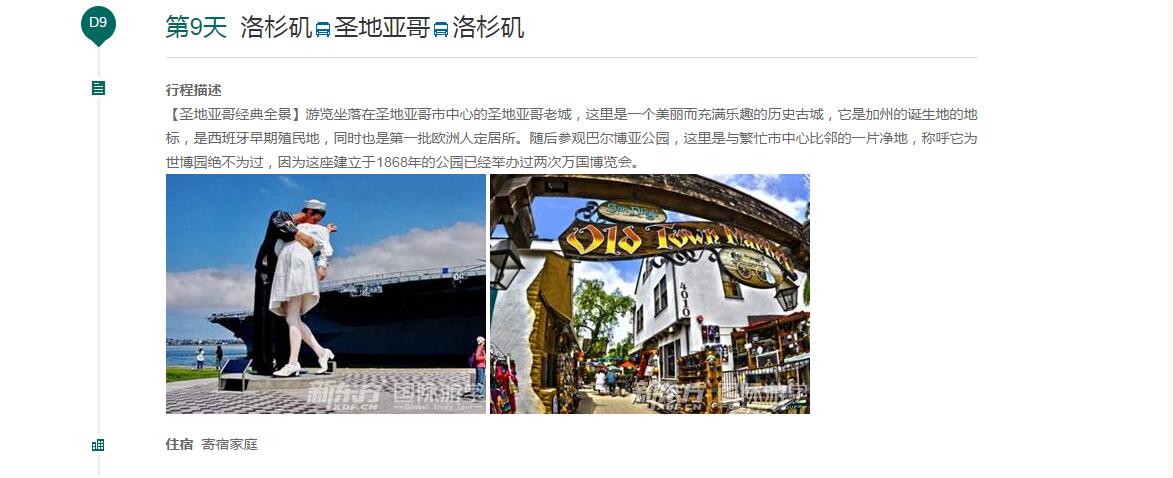 D9
第9天 洛杉矶 圣地亚哥 洛杉矶
行程描述
【圣地亚哥经典全景】游览坐落在圣地亚哥市中心的圣地亚哥老城，这里是一个美丽而充满乐趣的历史古城，它是加州的诞生地的地
标，是西班牙早期殖民地，同时也是第一批欧洲人定居所。随后参观巴尔博亚公园，这里是与繁忙市中心比邻的一片净地，称呼它为
世博园绝不为过，因为这座建立于1868年的公园已经举办过两次万国博览会。
San Diego
Old Town Market
4010
新东方 国际游学
XDF.CN Global Study Tour
新东方 国际游学
XDF.CN Global Study Tour
住宿 寄宿家庭